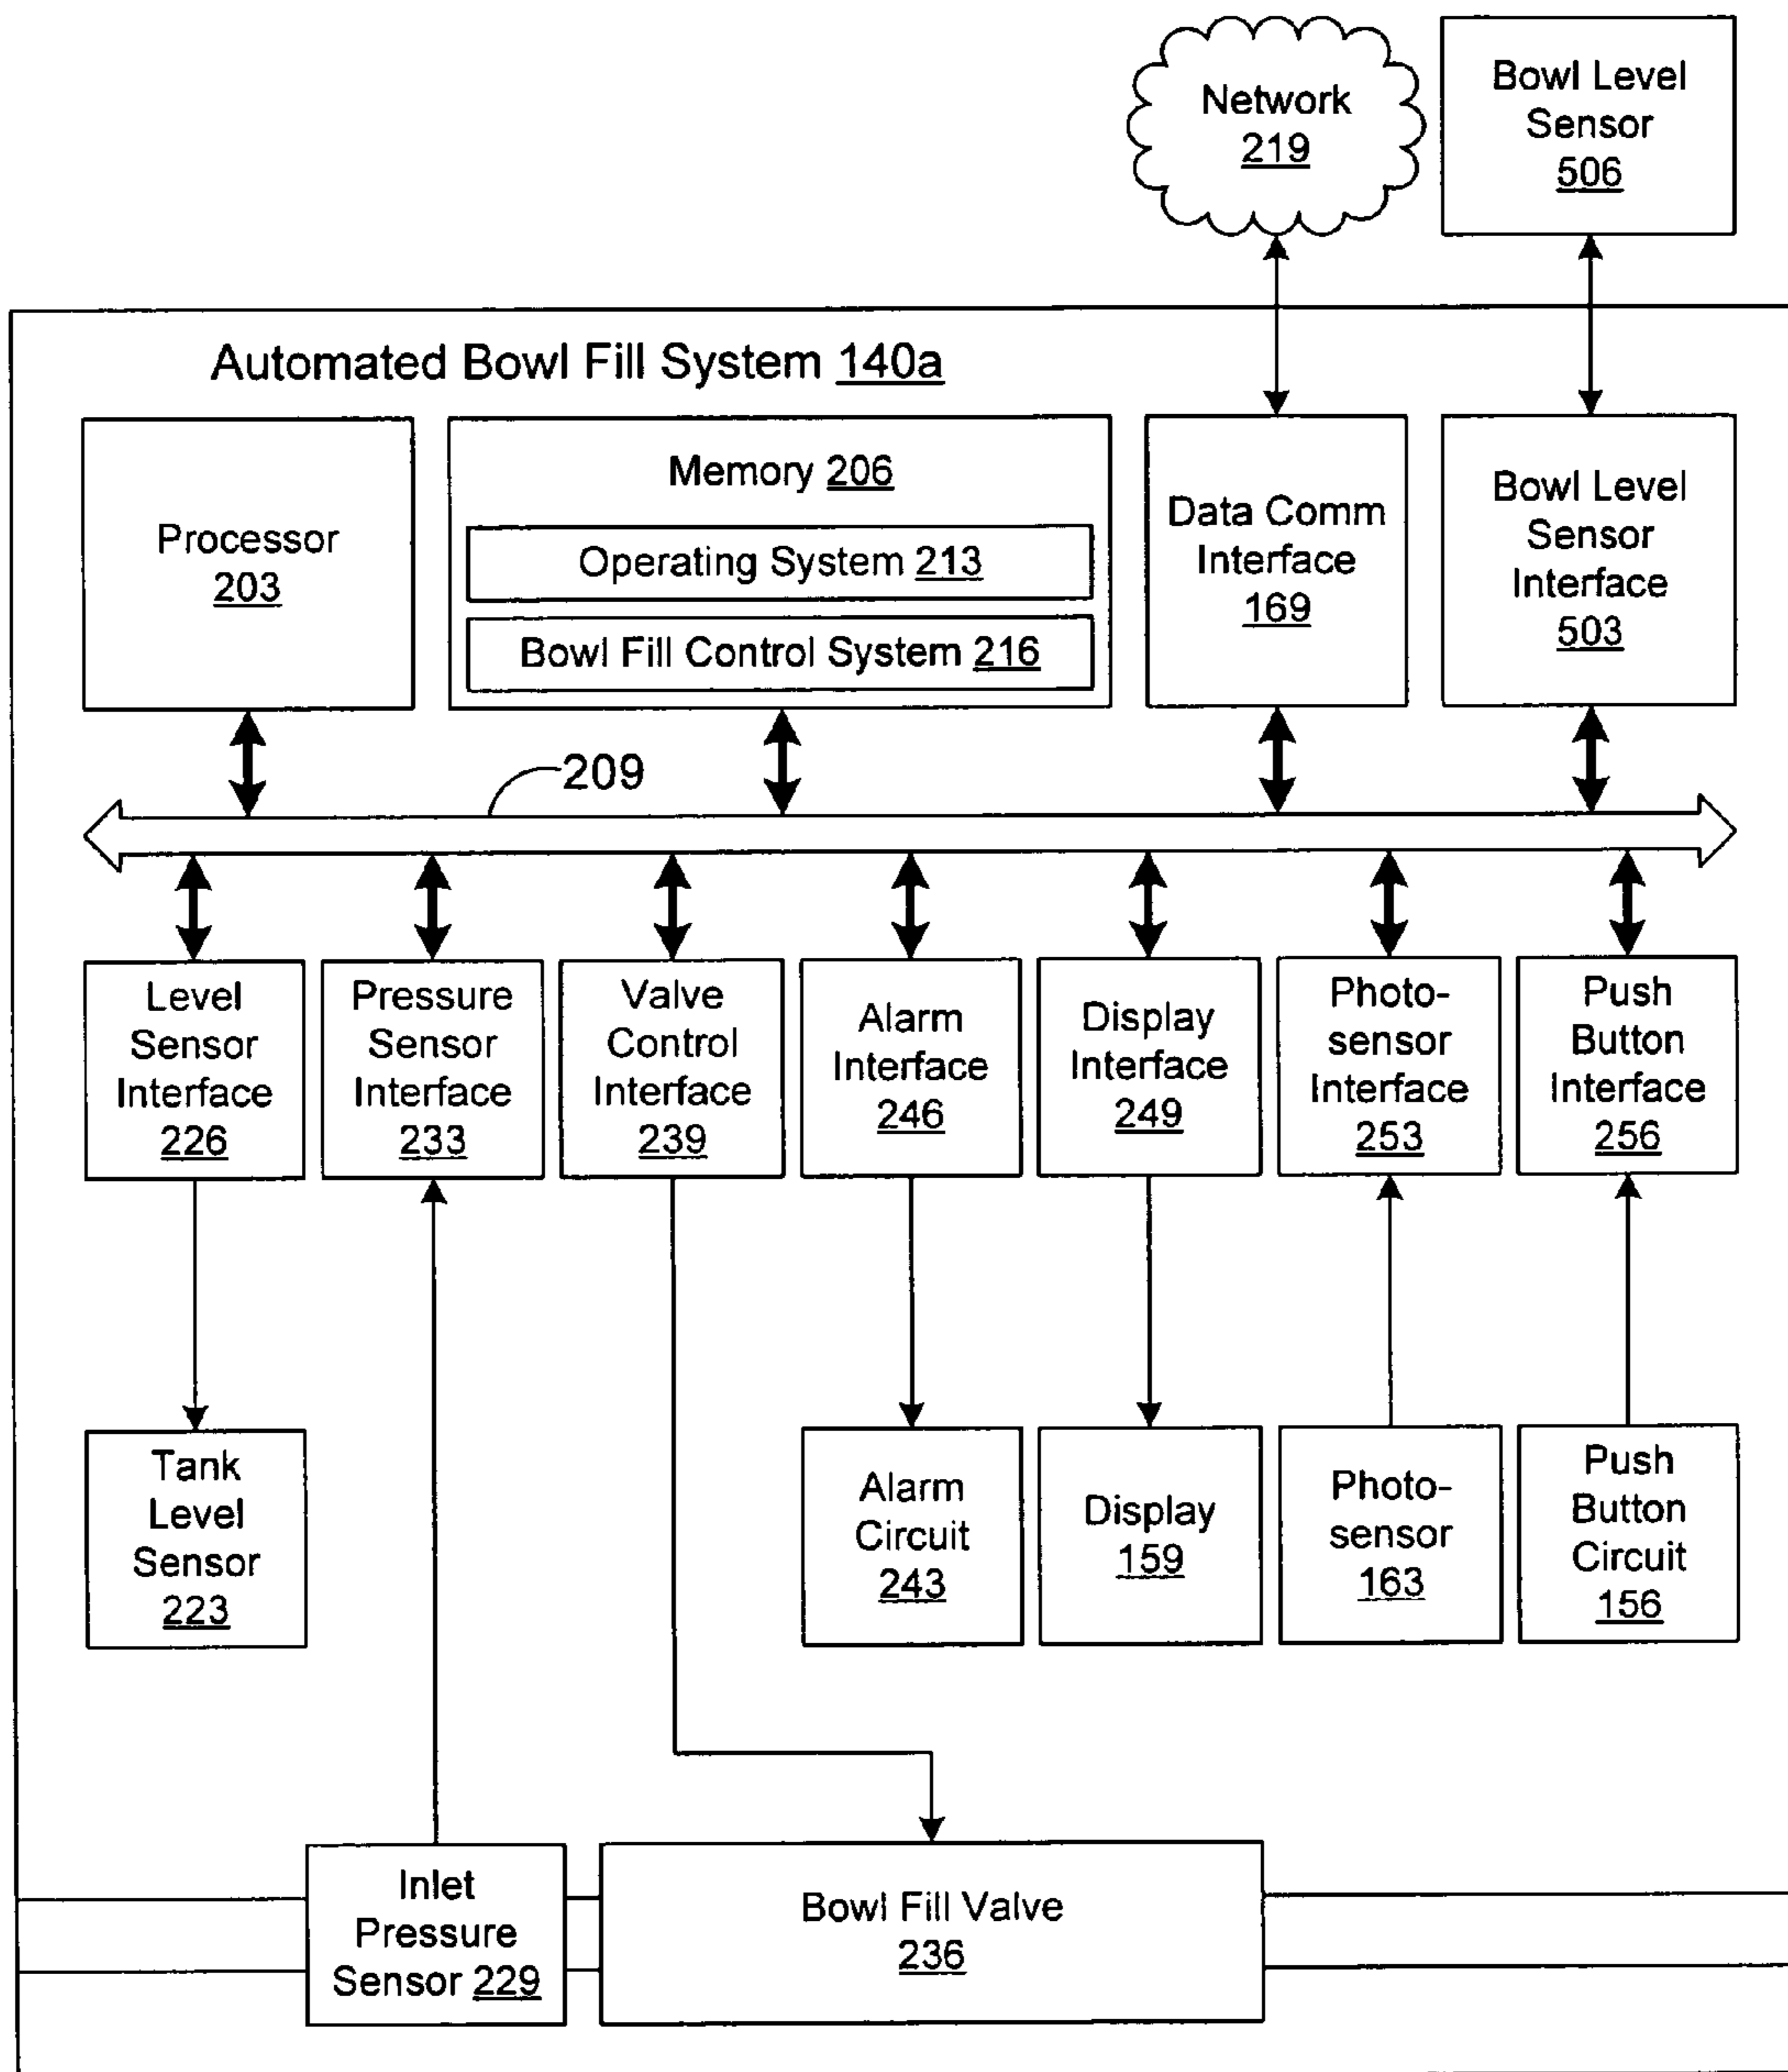 Network
219
Bowl Level
Sensor
506
Automated Bowl Fill System 140a
Processor
203
Memory 206
Operating System 213
Bowl Fill Control System 216
Data Comm
Interface
169
Bowl Level
Sensor
Interface
503
209
Level
Sensor
Interface
226
Pressure
Sensor
Interface
233
Valve
Control
Interface
239
Alarm
Interface
246
Display
Interface
249
Photo-
sensor
Interface
253
Push
Button
Interface
256
Tank
Level
Sensor
223
Alarm
Circuit
243
Display
159
Photo-
sensor
163
Push
Button
Circuit
156
Inlet
Pressure
Sensor 229
Bowl Fill Valve
236